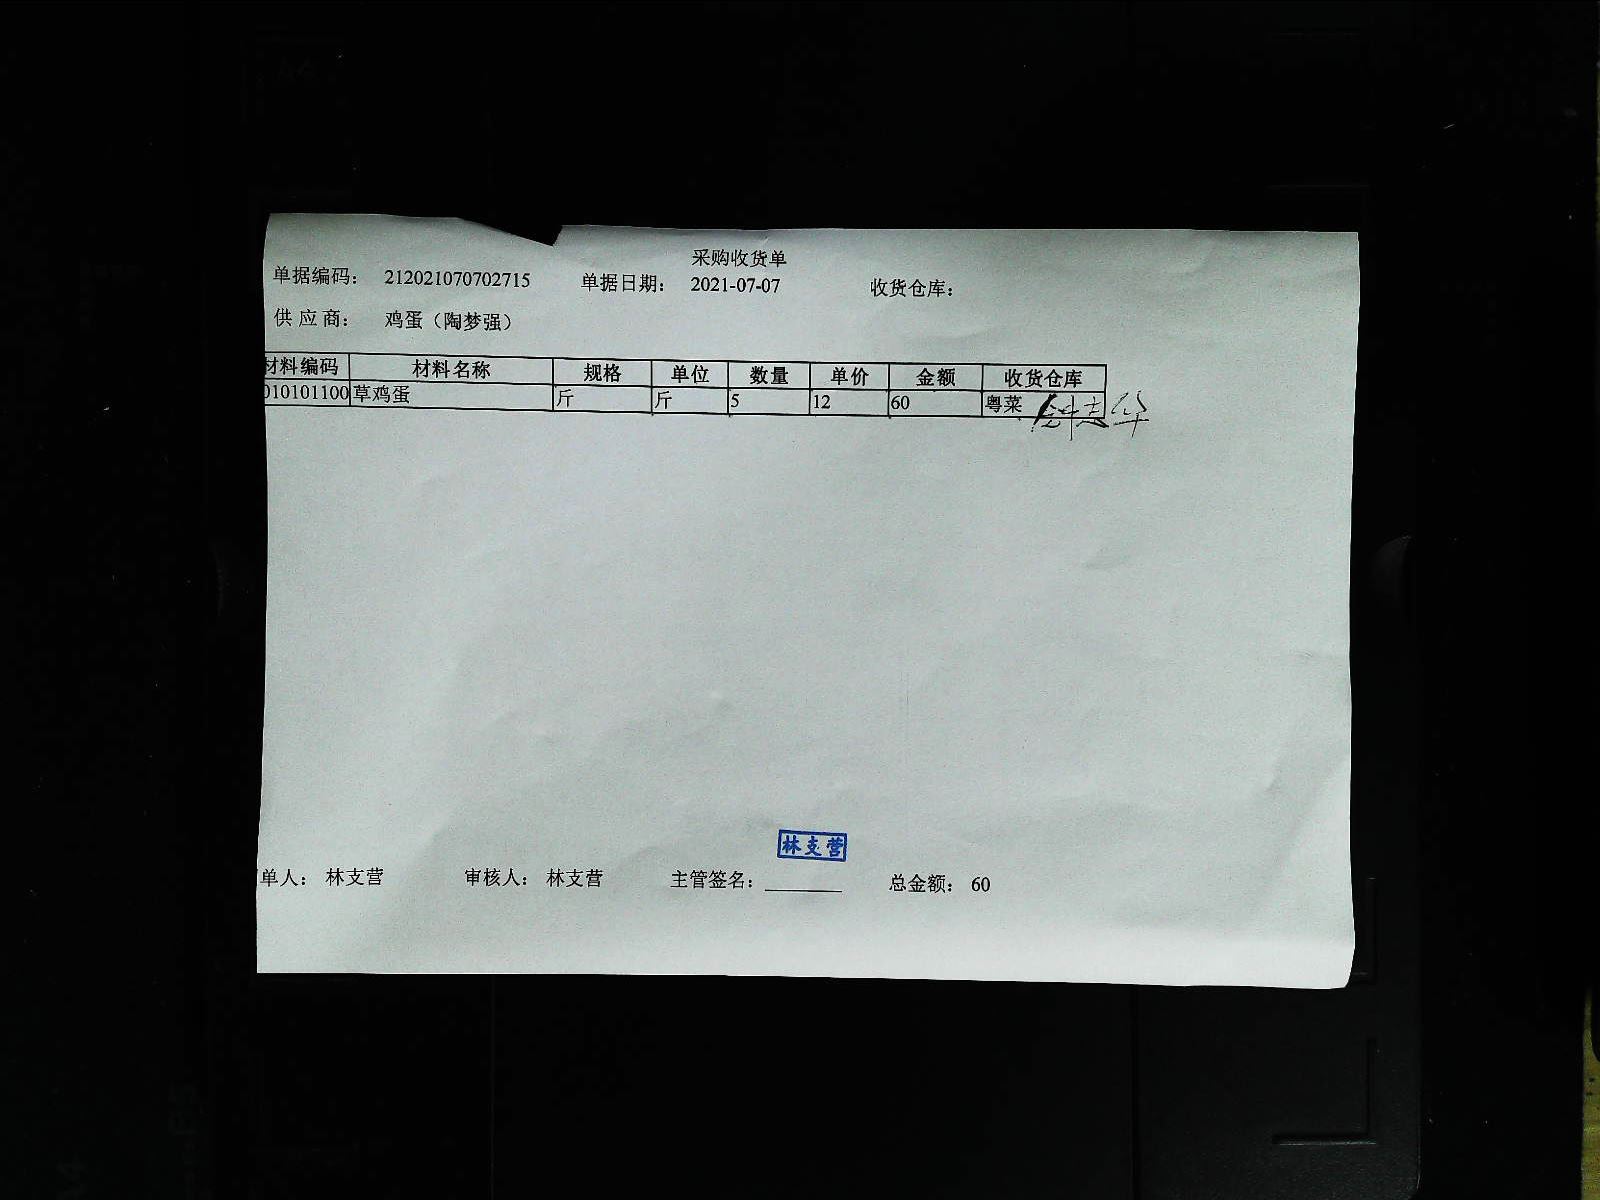 采购收货单
单据编码： 212021070702715 单据日期： 2021-07-07 收货仓库：
供 应 商： 鸡蛋（陶梦强）
材料编码 材料名称 规格 单位 数量 单价 金额 收货仓库
010101100 草鸡蛋 斤 斤 5 12 60 粤菜
林支营
单人： 林支营 审核人： 林支营 主管签名：________ 总金额： 60